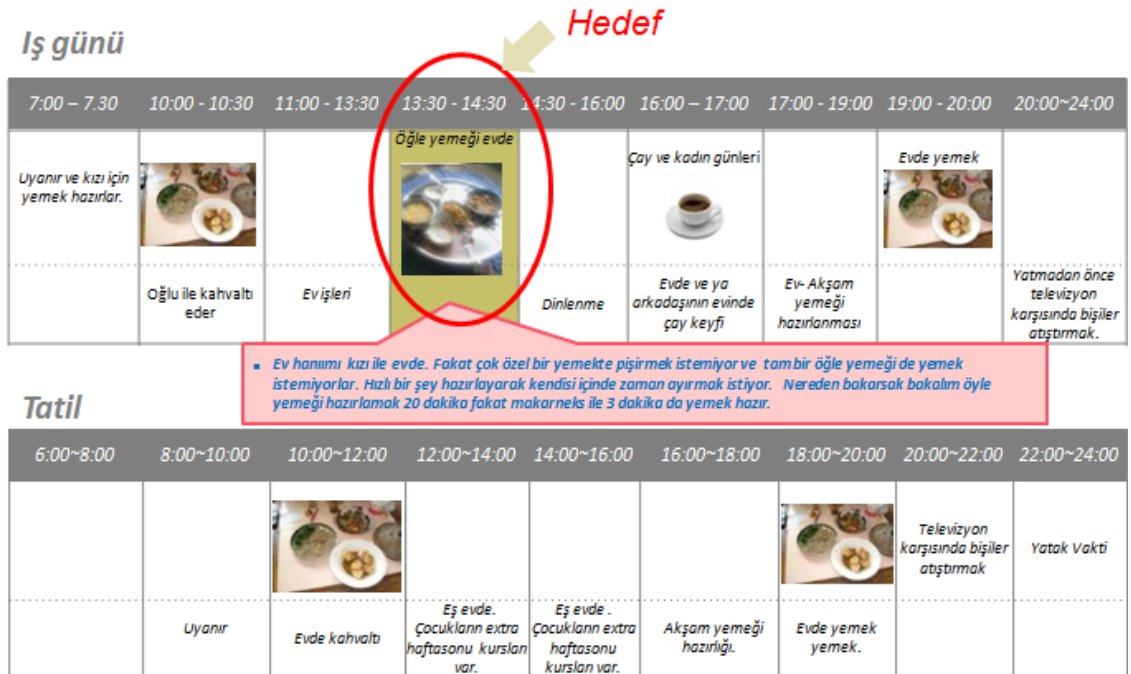 Hedef
Iş günü
7:00 – 7.30 10:00 - 10:30 11:00 - 13:30 13:30 - 14:30 14:30 - 16:00 16:00 – 17:00 17:00 - 19:00 19:00 - 20:00 20:00~24:00
Öğle yemeği evde
Uyanır ve kızı için
yemek hazırlar.
Çay ve kadın günleri
Evde yemek
Oğlu ile kahvaltı
eder
Ev işleri
Dinlenme
Evde ve ya
arkadaşının evinde
çay keyfi
Ev- Akşam
yemeği
hazırlanması
Yatmadan önce
televizyon
karşısında bişiler
atıştırmak.
▪ Ev hanıımı kızı ile evde. Fakat çok özel bir yemekte pişirmek istemiyor ve tam bir öğle yemeği de yemek
istemiyorlar. Hızlı bir şey hazırlayarak kendisi içinde zaman ayırmak istiyor. Nereden bakarsak bakalım öyle
yemeği hazırlamak 20 dakika fakat makarneks ile 3 dakika da yemek hazır.
Tatil
6:00~8:00 8:00~10:00 10:00~12:00 12:00~14:00 14:00~16:00 16:00~18:00 18:00~20:00 20:00~22:00 22:00~24:00
Televizyon
karşısında bişiler
atıştırmak
Yatak Vakti
Uyanır
Evde kahvaltı
Eş evde.
Çocukların extra
haftasonu kursları
var.
Eş evde .
Çocukların extra
haftasonu
kursları var.
Akşam yemeği
hazırlığı.
Evde yemek
yemek.